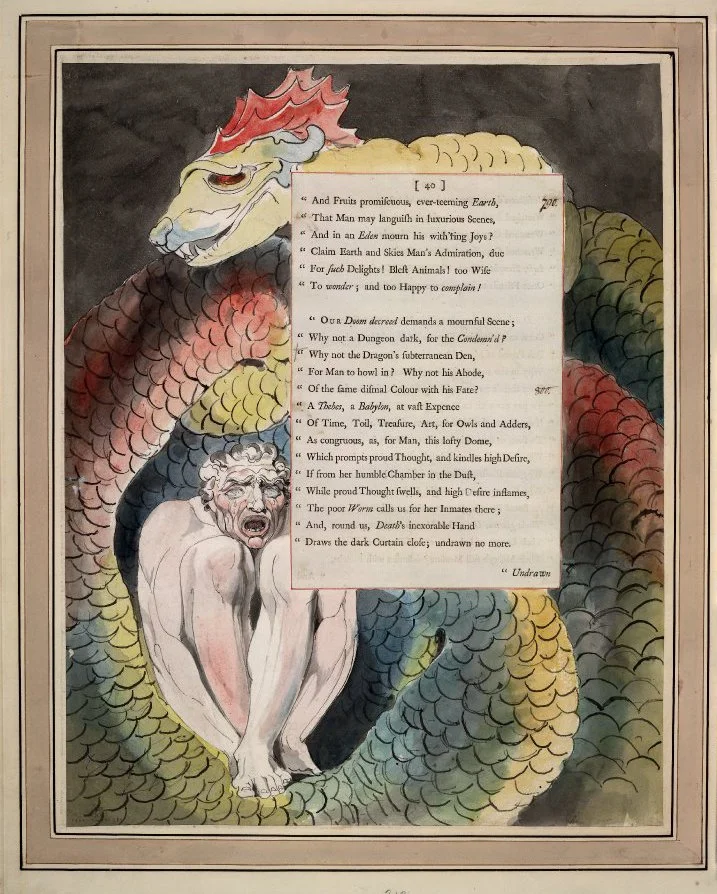 [ 40 ]
“ And Fruits promiſcuous, ever-teeming Earth, 790.
“ That Man may languiſh in luxurious Scenes,
“ And in an Eden mourn his with'ring Joys?
“ Claim Earth and Skies Man's Admiration, due
“ For ſuch Delights! Bleſt Animals! too Wiſe
“ To wonder; and too Happy to complain!
“ OUR Doom decreed demands a mournful Scene;
“ Why not a Dungeon dark, for the Condemn'd?
“ Why not the Dragon's ſubterranean Den,
“ For Man to howl in? Why not his Abode,
“ Of the ſame diſmal Colour with his Fate? 800.
“ A Thebes, a Babylon, at vaſt Expence
“ Of Time, Toil, Treaſure, Art, for Owls and Adders,
“ As congruous, as, for Man, this lofty Dome,
“ Which prompts proud Thought, and kindles high Deſire,
“ If from her humble Chamber in the Duſt,
“ While proud Thought ſwells, and high Deſire inflames,
“ The poor Worm calls us for her Inmates there;
“ And, round us, Death's inexorable Hand
“ Draws the dark Curtain cloſe; undrawn no more.
“ Undrawn